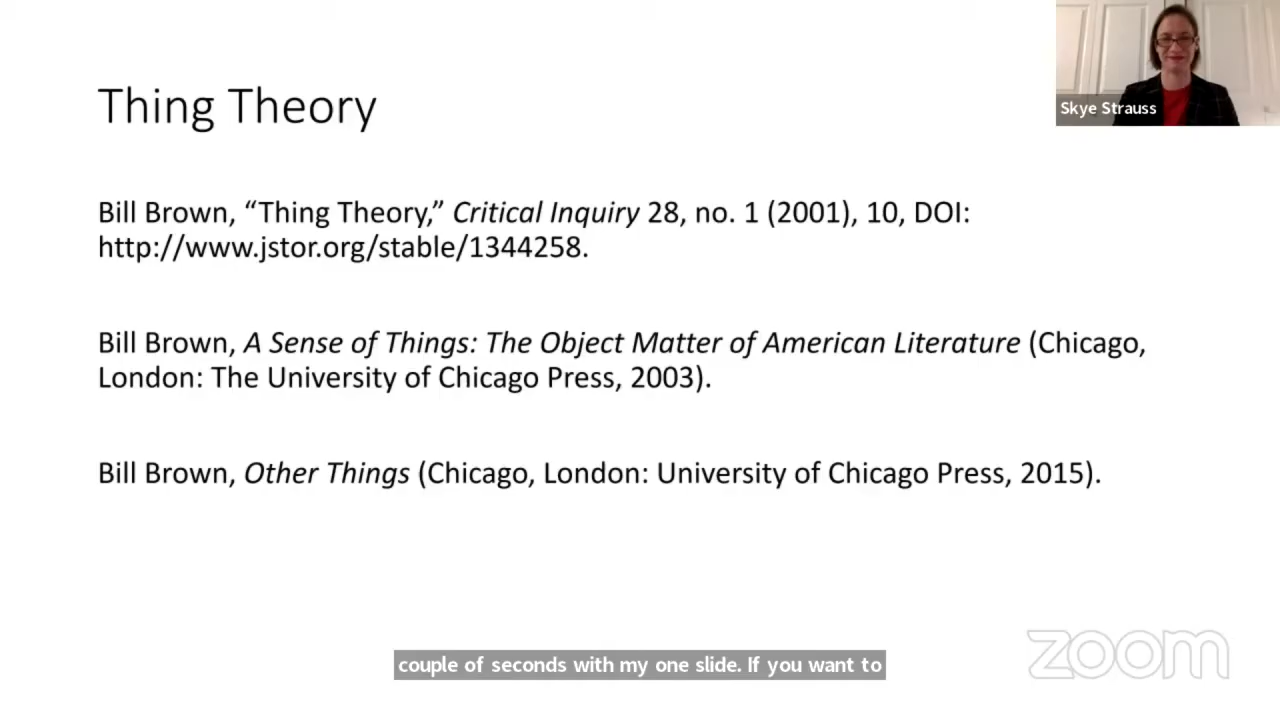 Thing Theory
Skye Strauss
Bill Brown, “Thing Theory,” Critical Inquiry 28, no. 1 (2001), 10, DOI:
http://www.jstor.org/stable/1344258.
Bill Brown, A Sense of Things: The Object Matter of American Literature (Chicago,
London: The University of Chicago Press, 2003).
Bill Brown, Other Things (Chicago, London: University of Chicago Press, 2015).
couple of seconds with my one slide. If you want to
zoom